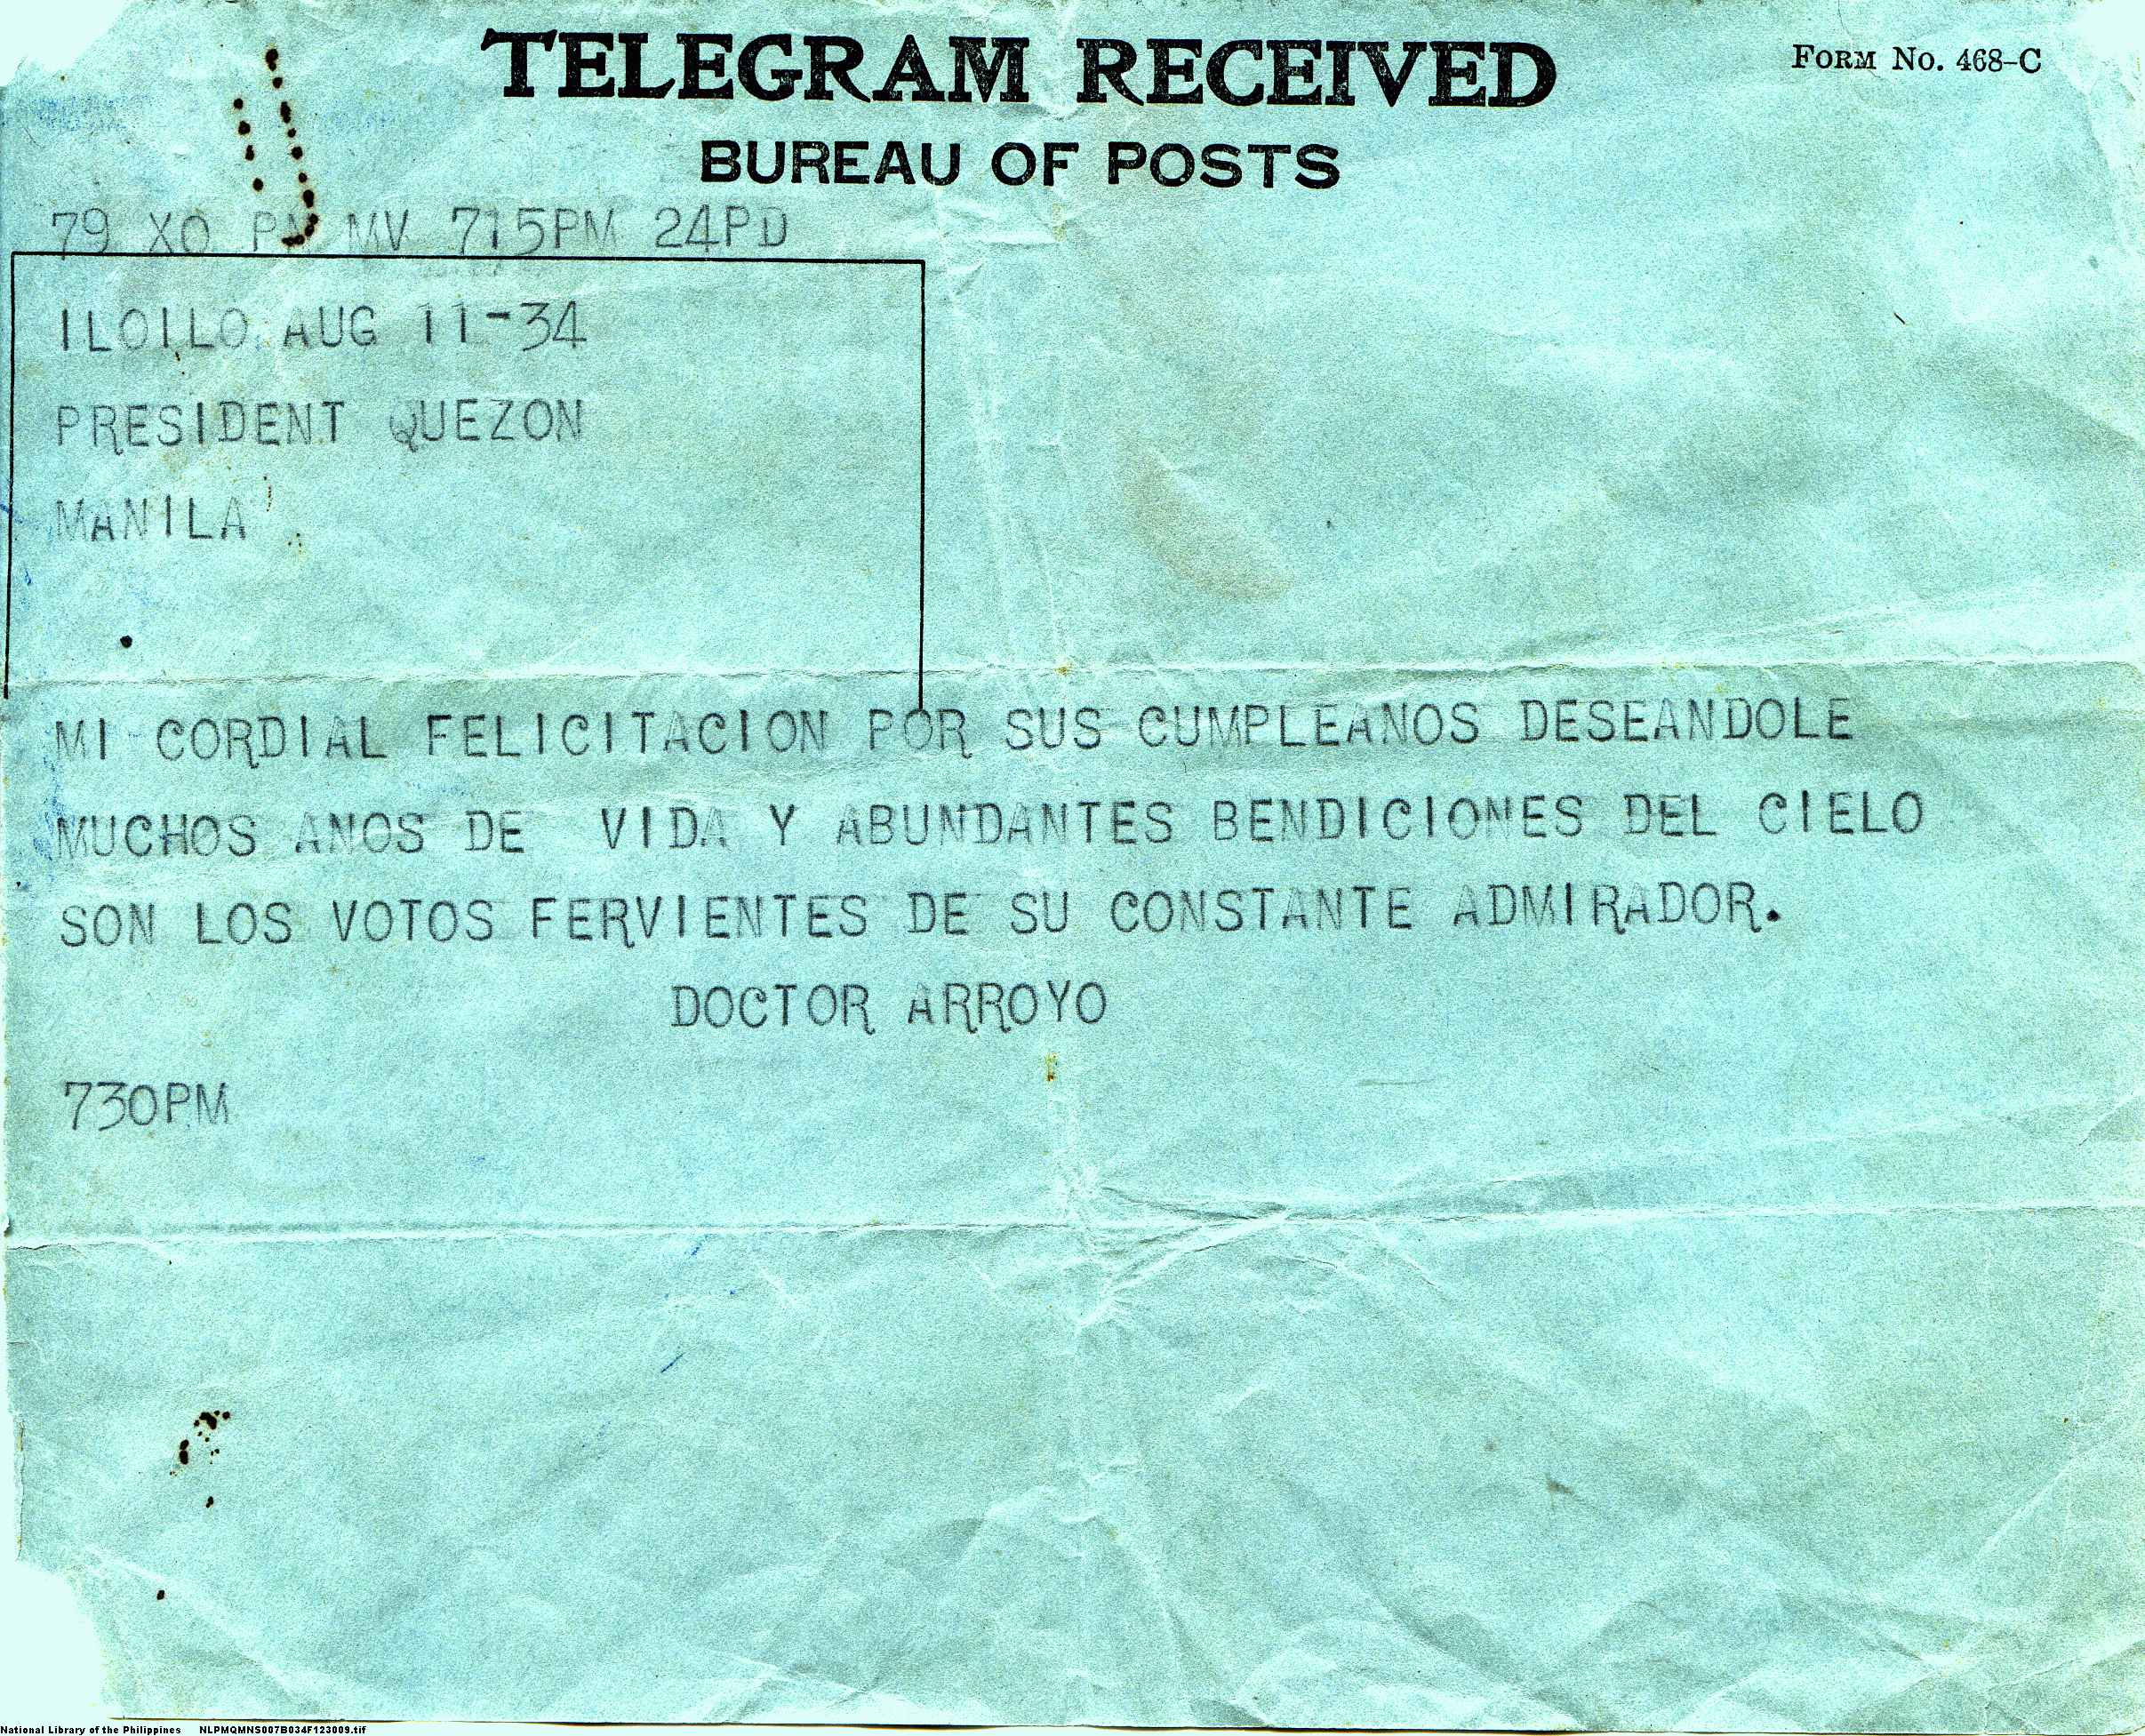 TELEGRAM RECEIVED
FORM NO. 468-C
BUREAU OF POSTS
79 XO MV 715PM 24PD
ILOILO AUG 11-34
PRESIDENT QUEZON
MANILA
MI CORDIAL FELICITACION POR SUS CUMPLEANOS DESEANDOLE
MUCHOS ANOS DE VIDA Y ABUNDANTES BENDICIONES DEL CIELO
SON LOS VOTOS FERVIENTES DE SU CONSTANTE ADMIRADOR.
DOCTOR ARROYO
730PM
National Library of the Philippines NLPMQMNS007B034F123009.tif